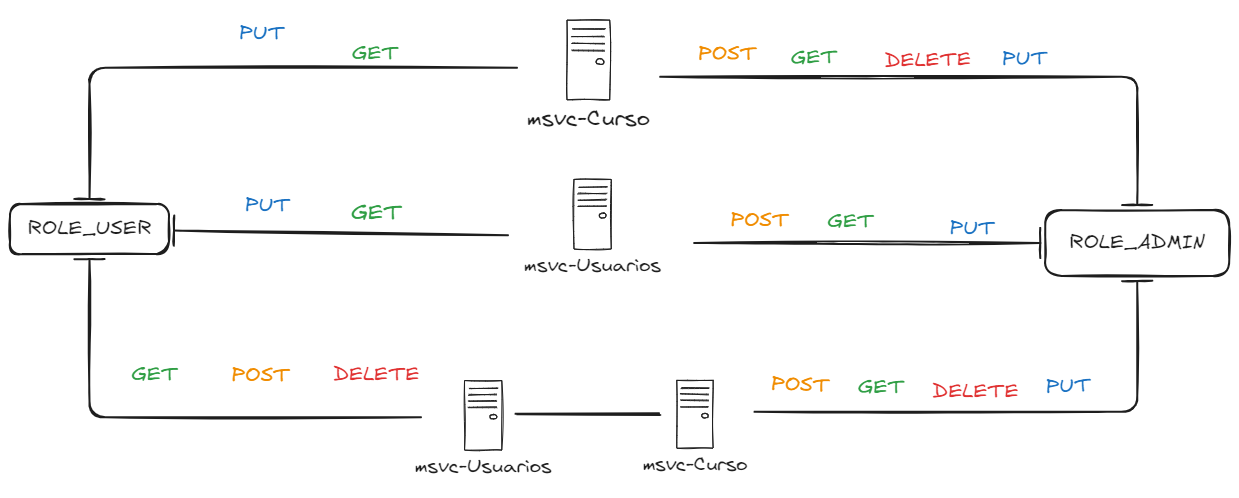 PUT
GET
POST GET DELETE PUT
msvc-Curso
PUT GET
POST GET PUT
ROLE_USER
ROLE_ADMIN
msvc-Usuarios
GET POST DELETE
POST GET DELETE PUT
msvc-Usuarios
msvc-Curso